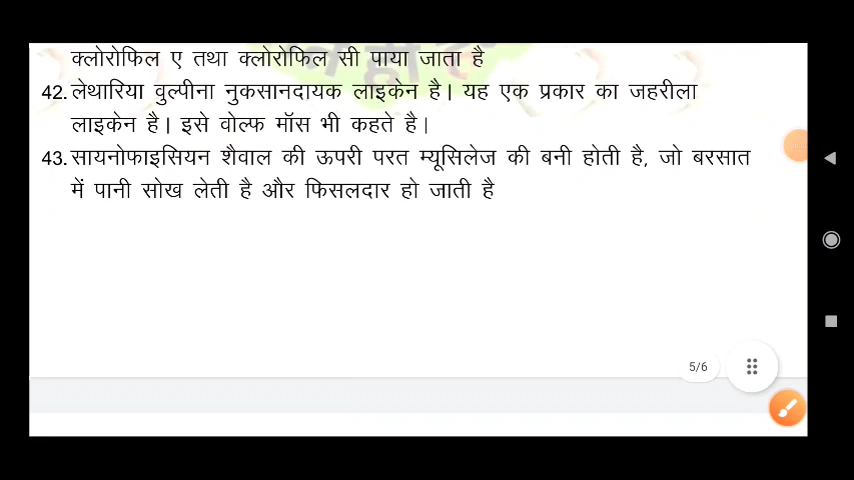 क्लोरोफिल ए तथा क्लोरोफिल सी पाया जाता है
42. लेथारिया वुल्पीना नुकसानदायक लाइकेन है। यह एक प्रकार का जहरीला
लाइकेन है। इसे वोल्फ मॉस भी कहते है।
43. सायनोफाइसियन शैवाल की ऊपरी परत म्यूसिलेज की बनी होती है, जो बरसात
में पानी सोख लेती है और फिसलदार हो जाती है
5/6